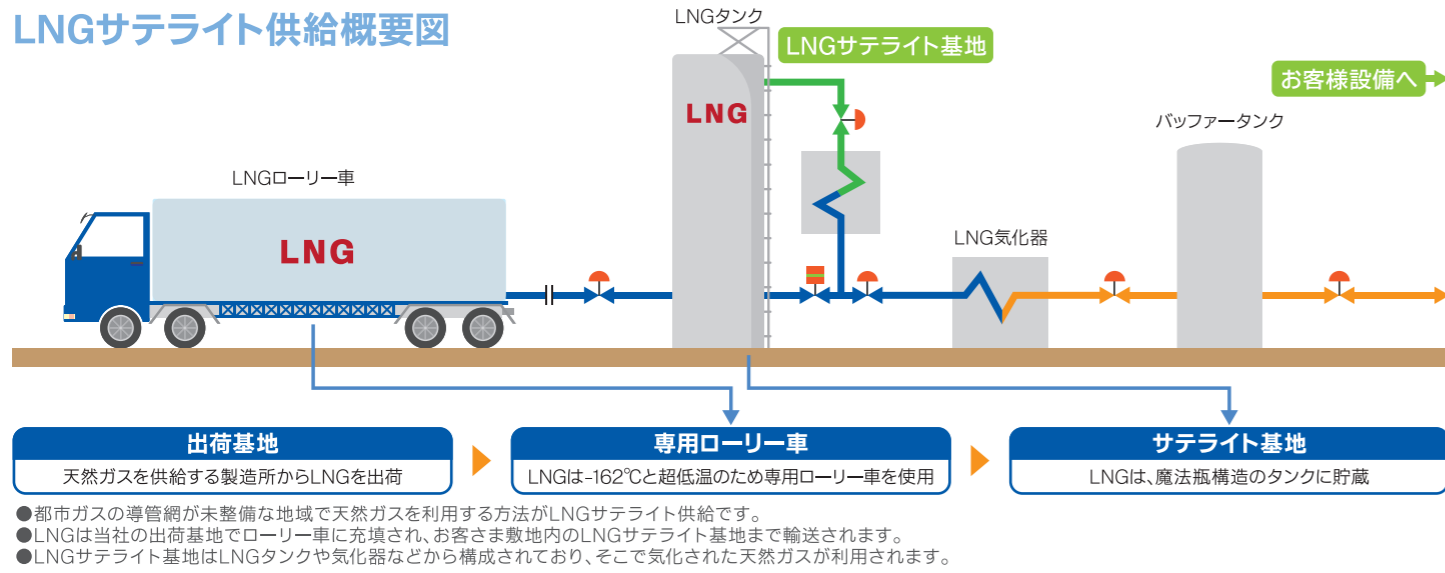 LNGサテライト供給概要図
LNGタンク
LNGサテライト基地
お客様設備へ
LNG
バッファータンク
LNGローリー車
LNG
LNG気化器
出荷基地
天然ガスを供給する製造所からLNGを出荷
専用ローリー車
LNGは-162℃と超低温のため専用ローリー車を使用
サテライト基地
LNGは、魔法瓶構造のタンクに貯蔵
●都市ガスの導管網が未整備な地域で天然ガスを利用する方法がLNGサテライト供給です。
●LNGは当社の出荷基地でローリー車に充填され、お客さま敷地内のLNGサテライト基地まで輸送されます。
●LNGサテライト基地はLNGタンクや気化器などから構成されており、そこで気化された天然ガスが利用されます。